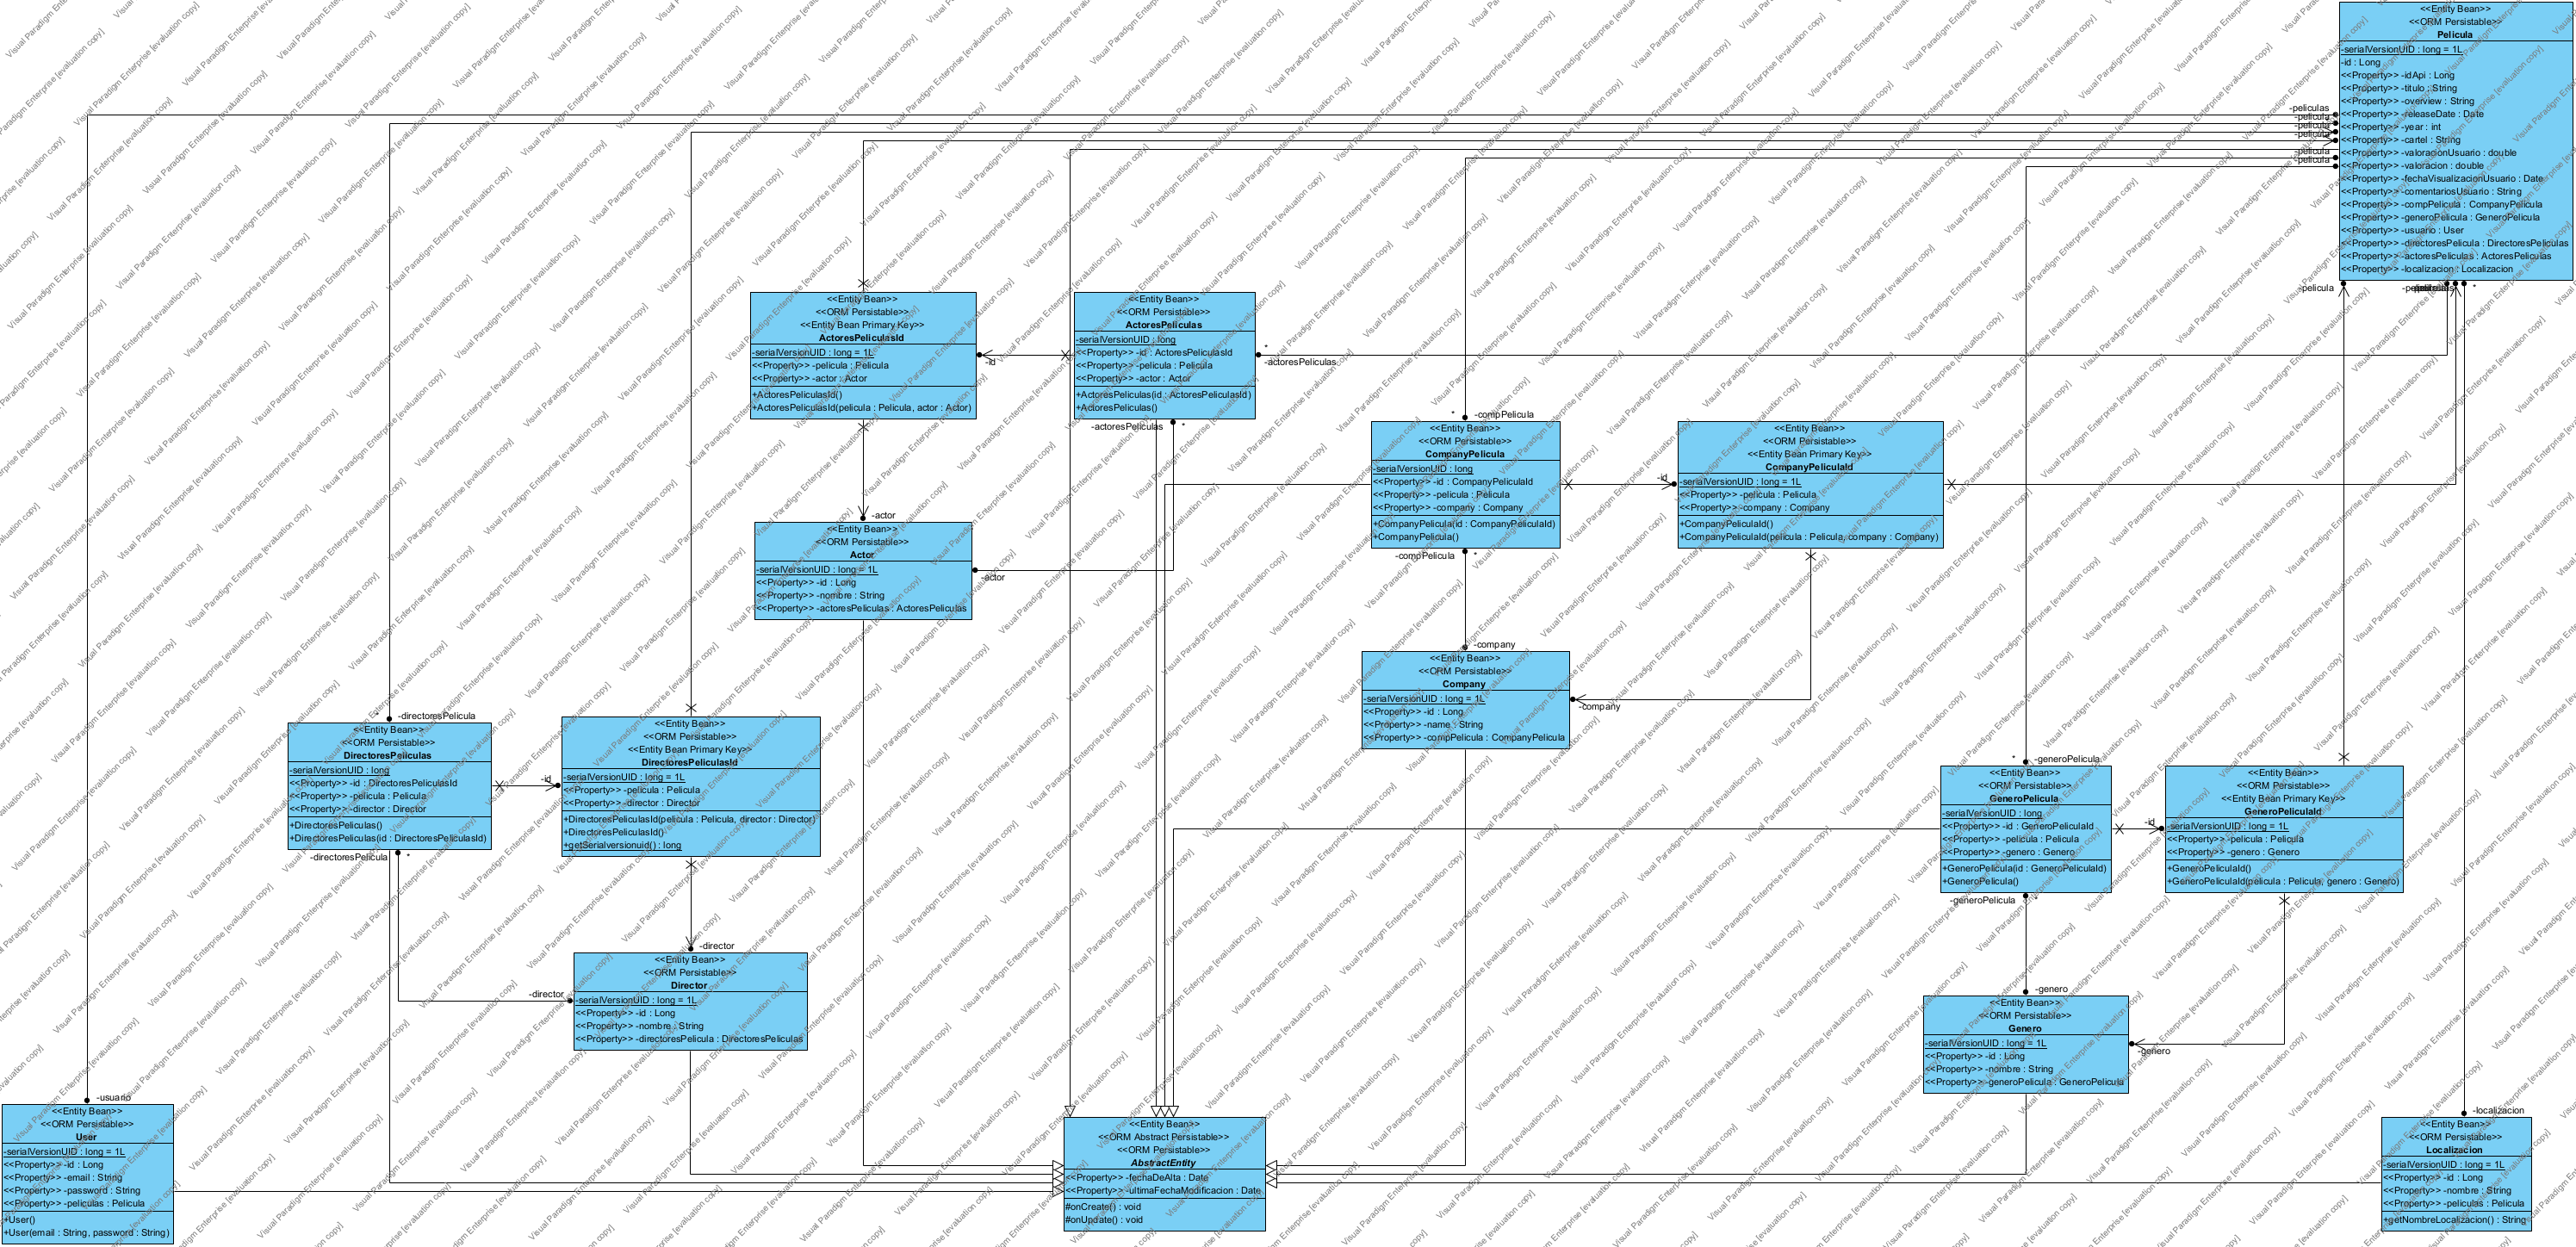 <<Entity Bean>>
<<ORM Persistable>>
Pelicula
-serialVersionUID : long = 1L
-id : Long
<<Property>> -idApi : Long
<<Property>> -titulo : String
<<Property>> -overview : String
<<Property>> -releaseDate : Date
<<Property>> -year : int
<<Property>> -cartel : String
<<Property>> -valoracionUsuario : double
<<Property>> -valoracion : double
<<Property>> -fechaVisualizacionUsuario : Date
<<Property>> -comentariosUsuario : String
<<Property>> -compPelicula : CompanyPelicula
<<Property>> -generoPelicula : GeneroPelicula
<<Property>> -usuario : User
<<Property>> -directoresPelicula : DirectoresPeliculas
<<Property>> -actoresPeliculas : ActoresPeliculas
<<Property>> -localizacion : Localizacion
-peliculas
-pelicula
-pelicula
-pelicula
-pelicula
-pelicula
-pelicula
*
<<Entity Bean>>
<<ORM Persistable>>
<<Entity Bean Primary Key>>
ActoresPeliculasId
-serialVersionUID : long = 1L
<<Property>> -pelicula : Pelicula
<<Property>> -actor : Actor
+ActoresPeliculasId()
+ActoresPeliculasId(pelicula : Pelicula, actor : Actor)
-id
<<Entity Bean>>
<<ORM Persistable>>
ActoresPeliculas
-serialVersionUID : long
<<Property>> -id : ActoresPeliculasId
<<Property>> -pelicula : Pelicula
<<Property>> -actor : Actor
+ActoresPeliculas(id : ActoresPeliculasId)
+ActoresPeliculas()
*
-actoresPeliculas
-actoresPeliculas
*
* -compPelicula
<<Entity Bean>>
<<ORM Persistable>>
CompanyPelicula
-serialVersionUID : long
<<Property>> -id : CompanyPeliculaId
<<Property>> -pelicula : Pelicula
<<Property>> -company : Company
+CompanyPelicula(id : CompanyPeliculaId)
+CompanyPelicula()
-compPelicula *
-id
<<Entity Bean>>
<<ORM Persistable>>
<<Entity Bean Primary Key>>
CompanyPeliculaId
-serialVersionUID : long = 1L
<<Property>> -pelicula : Pelicula
<<Property>> -company : Company
+CompanyPeliculaId()
+CompanyPeliculaId(pelicula : Pelicula, company : Company)
-actor
<<Entity Bean>>
<<ORM Persistable>>
Actor
-serialVersionUID : long = 1L
<<Property>> -id : Long
<<Property>> -nombre : String
<<Property>> -actoresPeliculas : ActoresPeliculas
-actor
-company
<<Entity Bean>>
<<ORM Persistable>>
Company
-serialVersionUID : long = 1L
<<Property>> -id : Long
<<Property>> -name : String
<<Property>> -compPelicula : CompanyPelicula
-company
* -directoresPelicula
<<Entity Bean>>
<<ORM Persistable>>
DirectoresPeliculas
-serialVersionUID : long
<<Property>> -id : DirectoresPeliculasId
<<Property>> -pelicula : Pelicula
<<Property>> -director : Director
+DirectoresPeliculas()
+DirectoresPeliculas(id : DirectoresPeliculasId)
-directoresPelicula *
-id
<<Entity Bean>>
<<ORM Persistable>>
<<Entity Bean Primary Key>>
DirectoresPeliculasId
-serialVersionUID : long = 1L
<<Property>> -pelicula : Pelicula
<<Property>> -director : Director
+DirectoresPeliculasId(pelicula : Pelicula, director : Director)
+DirectoresPeliculasId()
+getSerialversionuid() : long
* -generoPelicula
<<Entity Bean>>
<<ORM Persistable>>
GeneroPelicula
-serialVersionUID : long
<<Property>> -id : GeneroPeliculaId
<<Property>> -pelicula : Pelicula
<<Property>> -genero : Genero
+GeneroPelicula(id : GeneroPeliculaId)
+GeneroPelicula()
-generoPelicula *
-id
<<Entity Bean>>
<<ORM Persistable>>
<<Entity Bean Primary Key>>
GeneroPeliculaId
-serialVersionUID : long = 1L
<<Property>> -pelicula : Pelicula
<<Property>> -genero : Genero
+GeneroPeliculaId()
+GeneroPeliculaId(pelicula : Pelicula, genero : Genero)
-director
<<Entity Bean>>
<<ORM Persistable>>
Director
-serialVersionUID : long = 1L
<<Property>> -id : Long
<<Property>> -nombre : String
<<Property>> -directoresPelicula : DirectoresPeliculas
-director
-genero
<<Entity Bean>>
<<ORM Persistable>>
Genero
-serialVersionUID : long = 1L
<<Property>> -id : Long
<<Property>> -nombre : String
<<Property>> -generoPelicula : GeneroPelicula
-genero
-usuario
<<Entity Bean>>
<<ORM Persistable>>
User
-serialVersionUID : long = 1L
<<Property>> -id : Long
<<Property>> -email : String
<<Property>> -password : String
<<Property>> -peliculas : Pelicula
+User()
+User(email : String, password : String)
<<Entity Bean>>
<<ORM Abstract Persistable>>
<<ORM Persistable>>
AbstractEntity
<<Property>> -fechaDeAlta : Date
<<Property>> -ultimaFechaModificacion : Date
#onCreate() : void
#onUpdate() : void
-localizacion
<<Entity Bean>>
<<ORM Persistable>>
Localizacion
-serialVersionUID : long = 1L
<<Property>> -id : Long
<<Property>> -nombre : String
<<Property>> -peliculas : Pelicula
+getNombreLocalizacion() : String
Visual Paradigm Enterprise [evaluation copy]